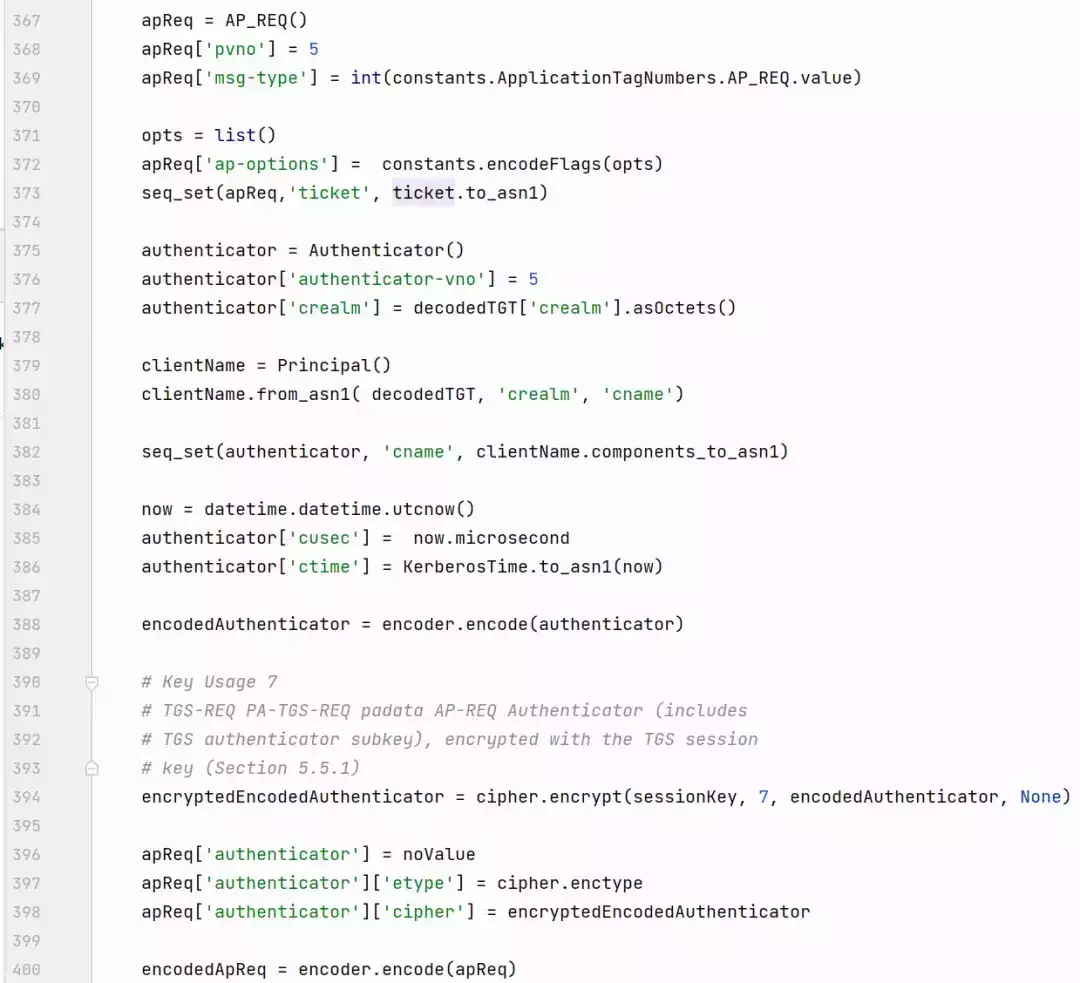 367 apReq = AP_REQ()
368 apReq['pvno'] = 5
369 apReq['msg-type'] = int(constants.ApplicationTagNumbers.AP_REQ.value)
370
371 opts = list()
372 apReq['ap-options'] =  constants.encodeFlags(opts)
373 seq_set(apReq,'ticket', ticket.to_asn1)
374
375 authenticator = Authenticator()
376 authenticator['authenticator-vno'] = 5
377 authenticator['crealm'] = decodedTGT['crealm'].asOctets()
378
379 clientName = Principal()
380 clientName.from_asn1( decodedTGT, 'crealm', 'cname')
381
382 seq_set(authenticator, 'cname', clientName.components_to_asn1)
383
384 now = datetime.datetime.utcnow()
385 authenticator['cusec'] =  now.microsecond
386 authenticator['ctime'] = KerberosTime.to_asn1(now)
387
388 encodedAuthenticator = encoder.encode(authenticator)
389
390 # Key Usage 7
391 # TGS-REQ PA-TGS-REQ padata AP-REQ Authenticator (includes
392 # TGS authenticator subkey), encrypted with the TGS session
393 # key (Section 5.5.1)
394 encryptedEncodedAuthenticator = cipher.encrypt(sessionKey, 7, encodedAuthenticator, None)
395
396 apReq['authenticator'] = noValue
397 apReq['authenticator']['etype'] = cipher.enctype
398 apReq['authenticator']['cipher'] = encryptedEncodedAuthenticator
399
400 encodedApReq = encoder.encode(apReq)